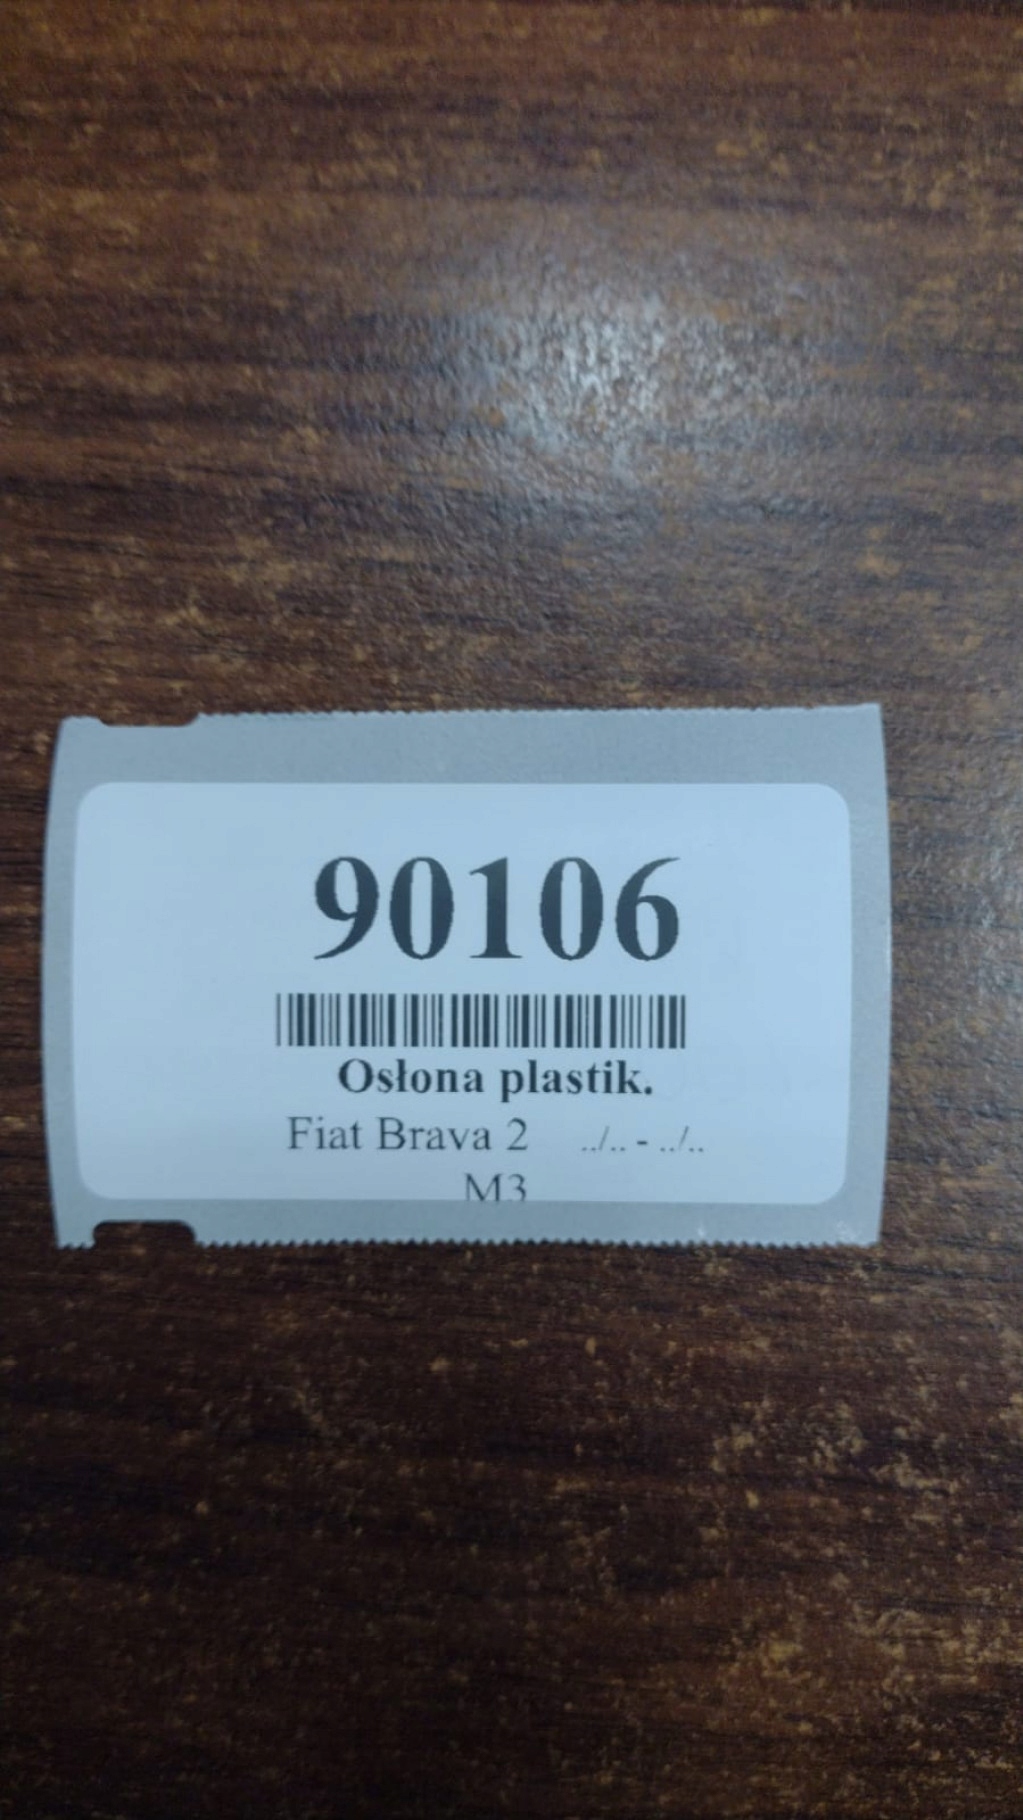 90106
Osłona plastik.
Fiat Brava 2 ../.. - ../..
M3